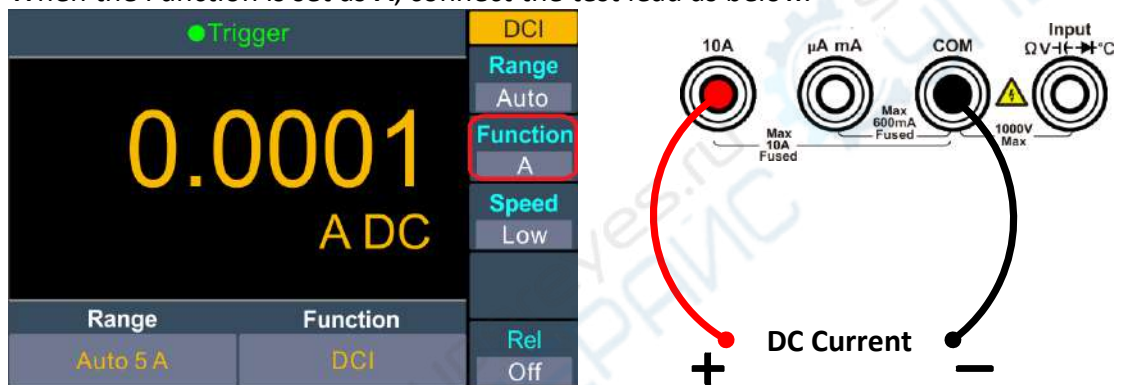 Trigger
0.0001
A DC
Range
Function
Auto 5 A
DCI
DCI
Range
Auto
Function
A
Speed
Low
Rel
Off
10A
µA mA
COM
Input
ΩV °C
Max
600mA
Fused
Max
10A
Fused
1000V
Max
DC Current
+
−